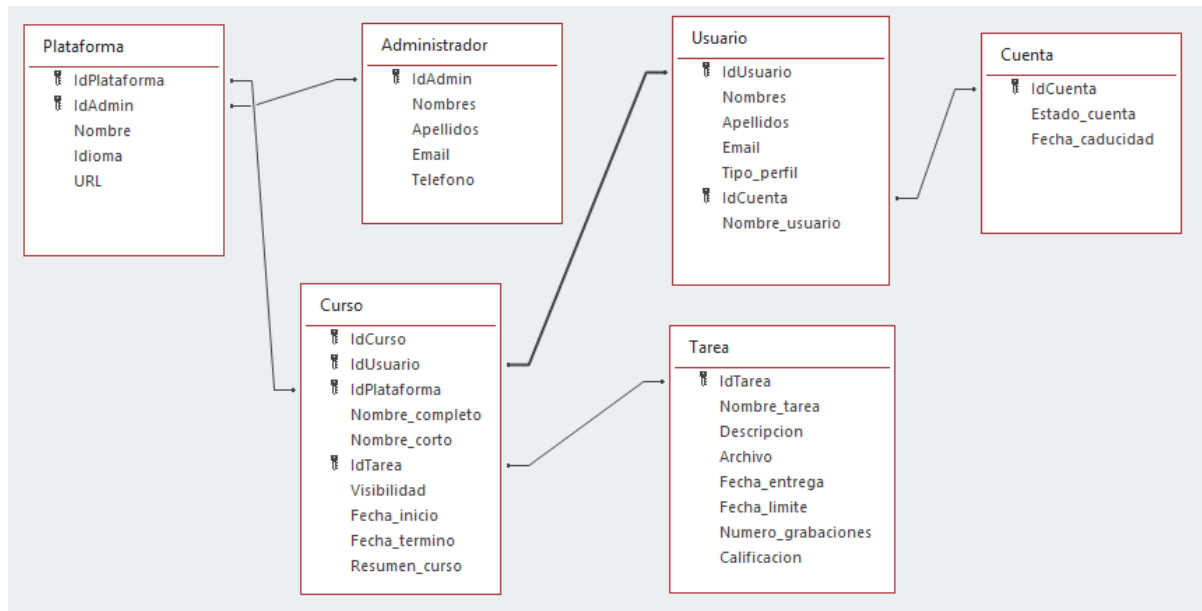 Plataforma
IdPlataforma
IdAdmin
Nombre
Idioma
URL
Administrador
IdAdmin
Nombres
Apellidos
Email
Telefono
Usuario
IdUsuario
Nombres
Apellidos
Email
Tipo_perfil
IdCuenta
Nombre_usuario
Cuenta
IdCuenta
Estado_cuenta
Fecha_caducidad
Curso
IdCurso
IdUsuario
IdPlataforma
Nombre_completo
Nombre_corto
IdTarea
Visibilidad
Fecha_inicio
Fecha_termino
Resumen_curso
Tarea
IdTarea
Nombre_tarea
Descripcion
Archivo
Fecha_entrega
Fecha_limite
Numero_grabaciones
Calificacion